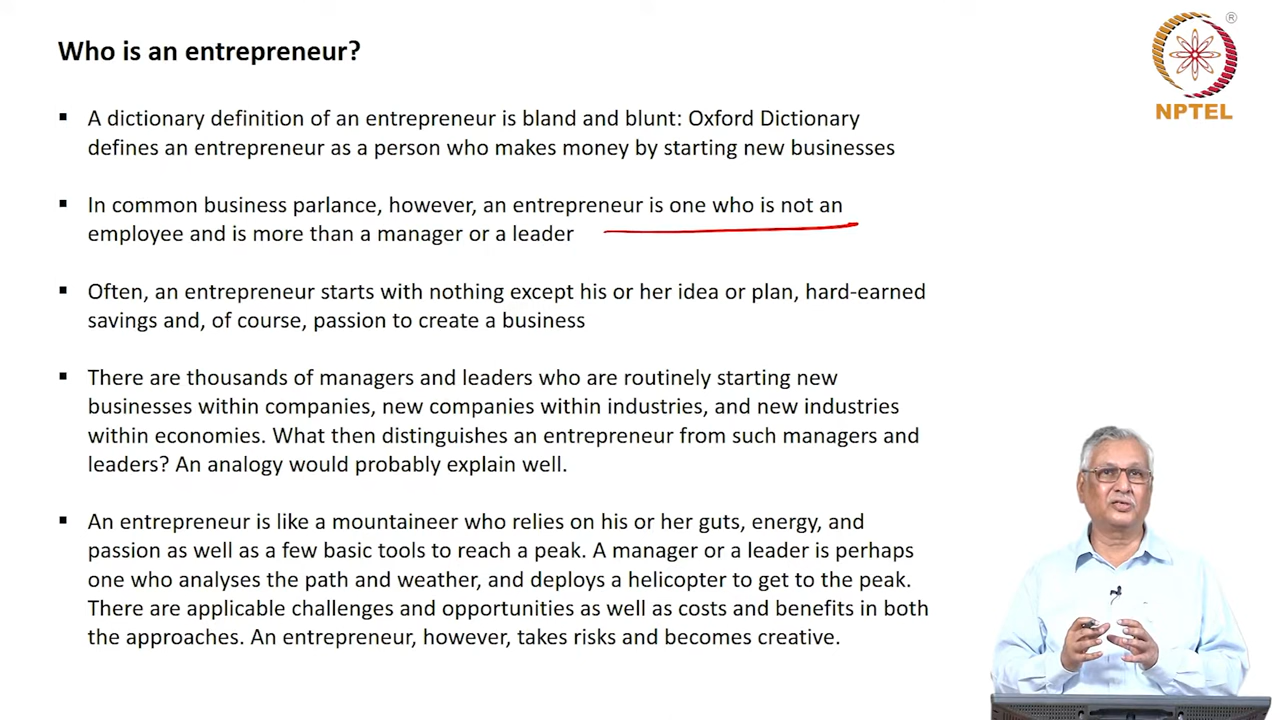 Who is an entrepreneur?
®
NPTEL
▪ A dictionary definition of an entrepreneur is bland and blunt: Oxford Dictionary
defines an entrepreneur as a person who makes money by starting new businesses
▪ In common business parlance, however, an entrepreneur is one who is not an
employee and is more than a manager or a leader
▪ Often, an entrepreneur starts with nothing except his or her idea or plan, hard-earned
savings and, of course, passion to create a business
▪ There are thousands of managers and leaders who are routinely starting new
businesses within companies, new companies within industries, and new industries
within economies. What then distinguishes an entrepreneur from such managers and
leaders? An analogy would probably explain well.
▪ An entrepreneur is like a mountaineer who relies on his or her guts, energy, and
passion as well as a few basic tools to reach a peak. A manager or a leader is perhaps
one who analyses the path and weather, and deploys a helicopter to get to the peak.
There are applicable challenges and opportunities as well as costs and benefits in both
the approaches. An entrepreneur, however, takes risks and becomes creative.